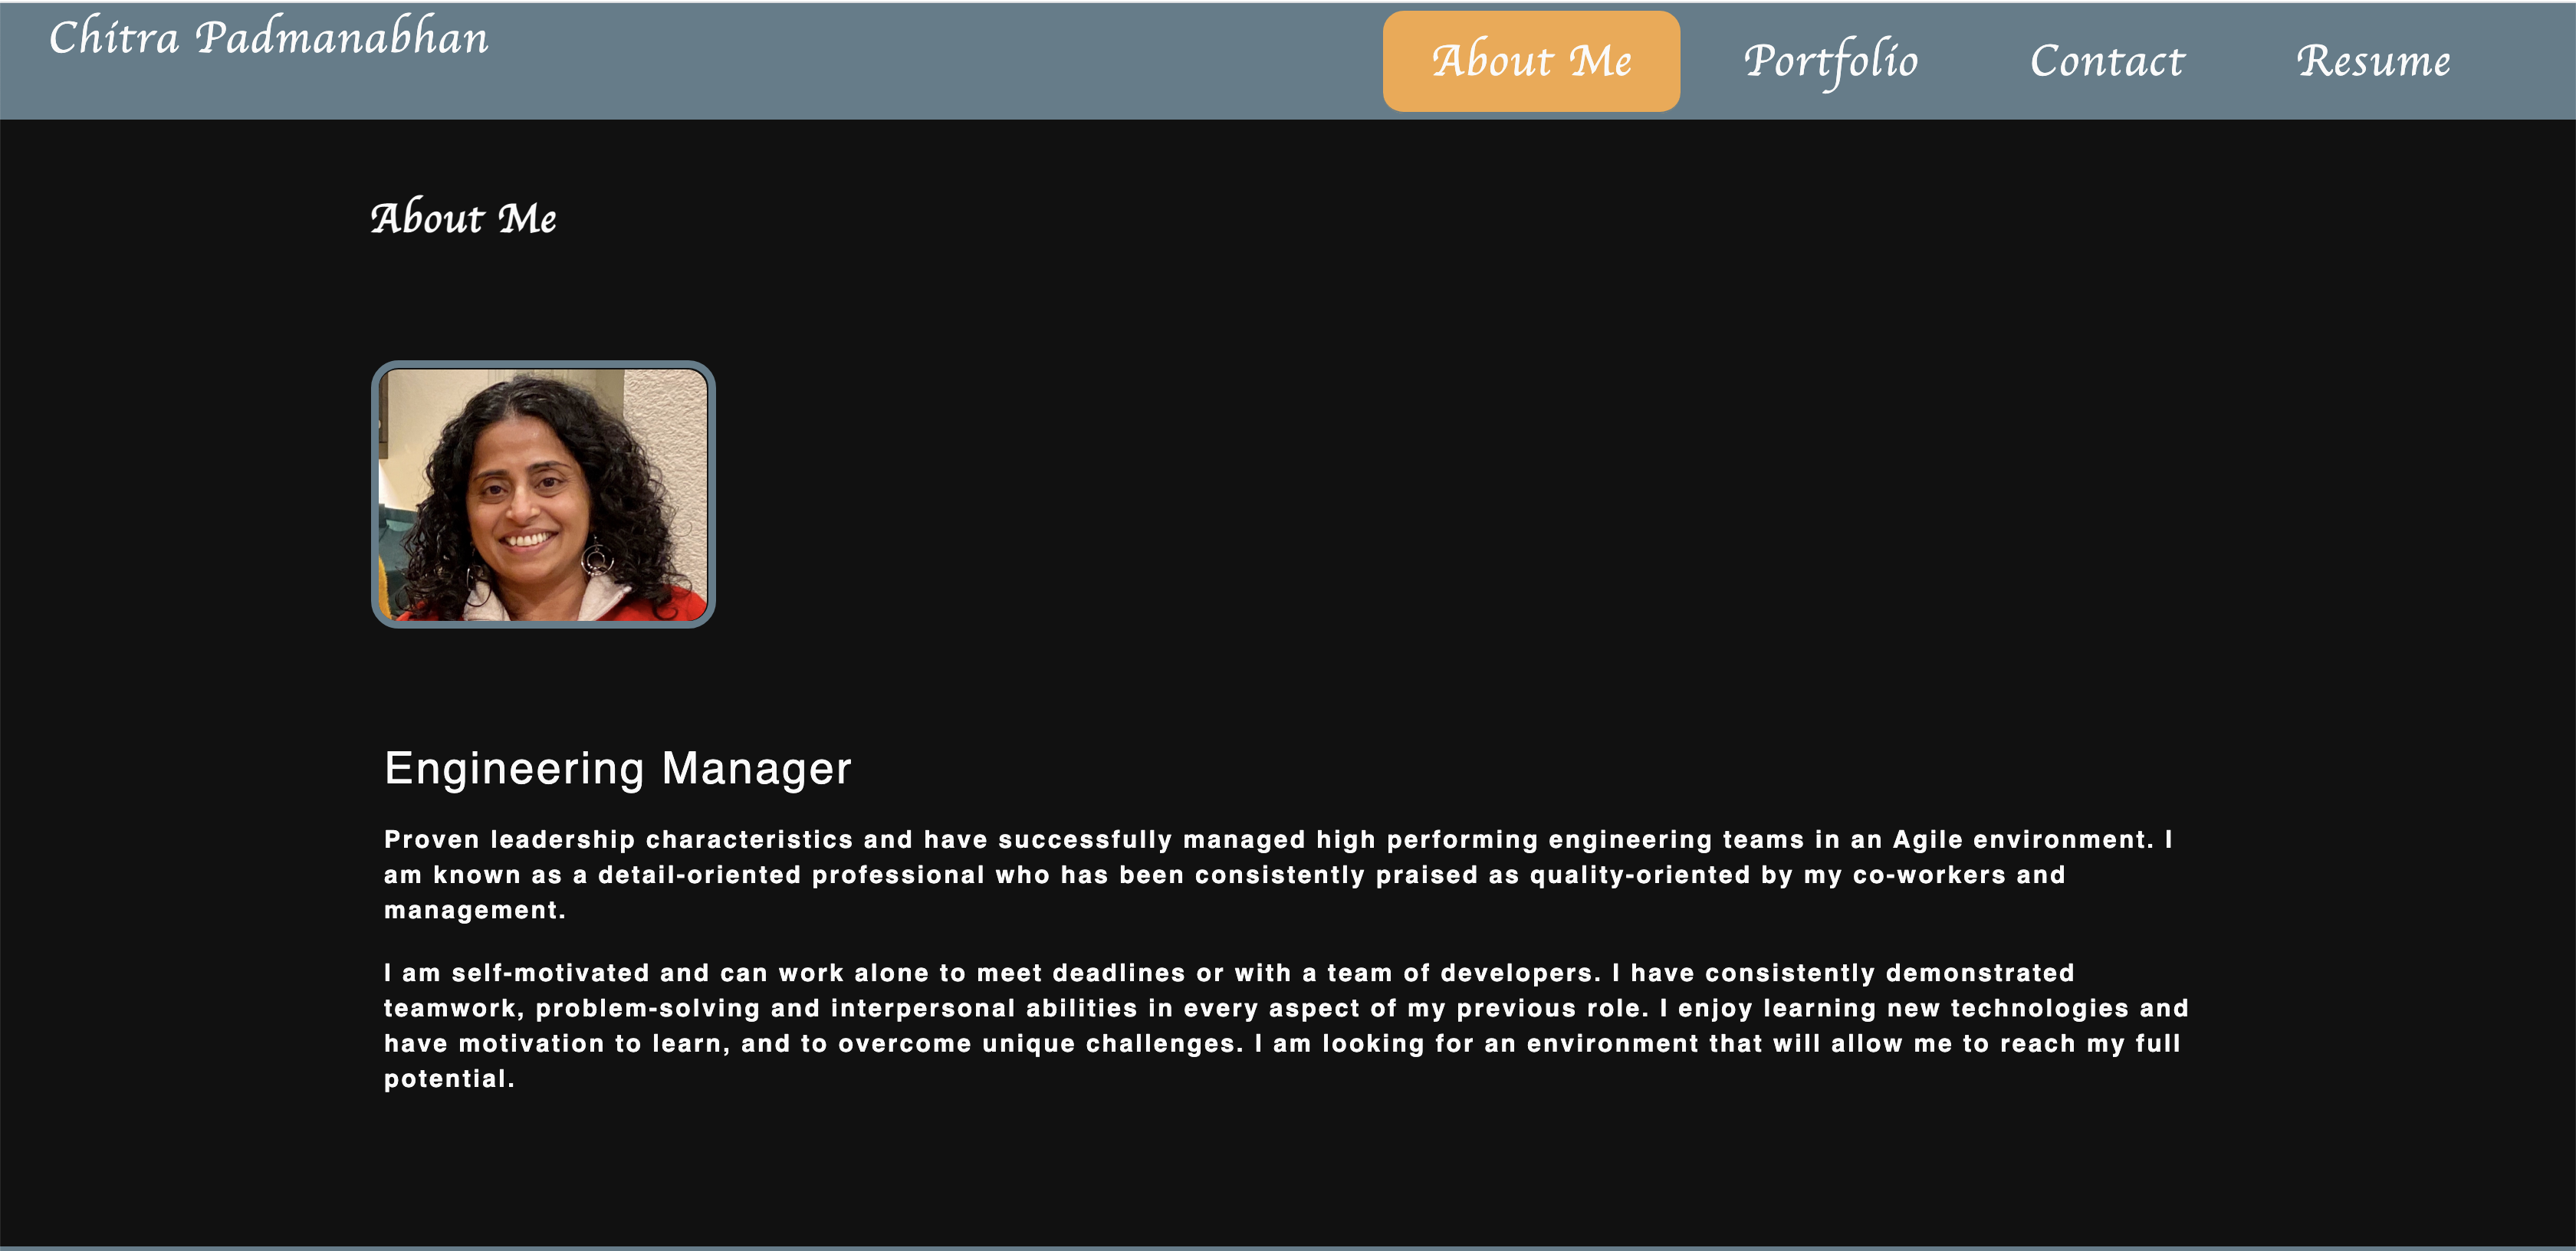 Chitra Padmanabhan
About Me
Portfolio
Contact
Resume
About Me
Engineering Manager
Proven leadership characteristics and have successfully managed high performing engineering teams in an Agile environment. I
am known as a detail-oriented professional who has been consistently praised as quality-oriented by my co-workers and
management.
I am self-motivated and can work alone to meet deadlines or with a team of developers. I have consistently demonstrated
teamwork, problem-solving and interpersonal abilities in every aspect of my previous role. I enjoy learning new technologies and
have motivation to learn, and to overcome unique challenges. I am looking for an environment that will allow me to reach my full
potential.